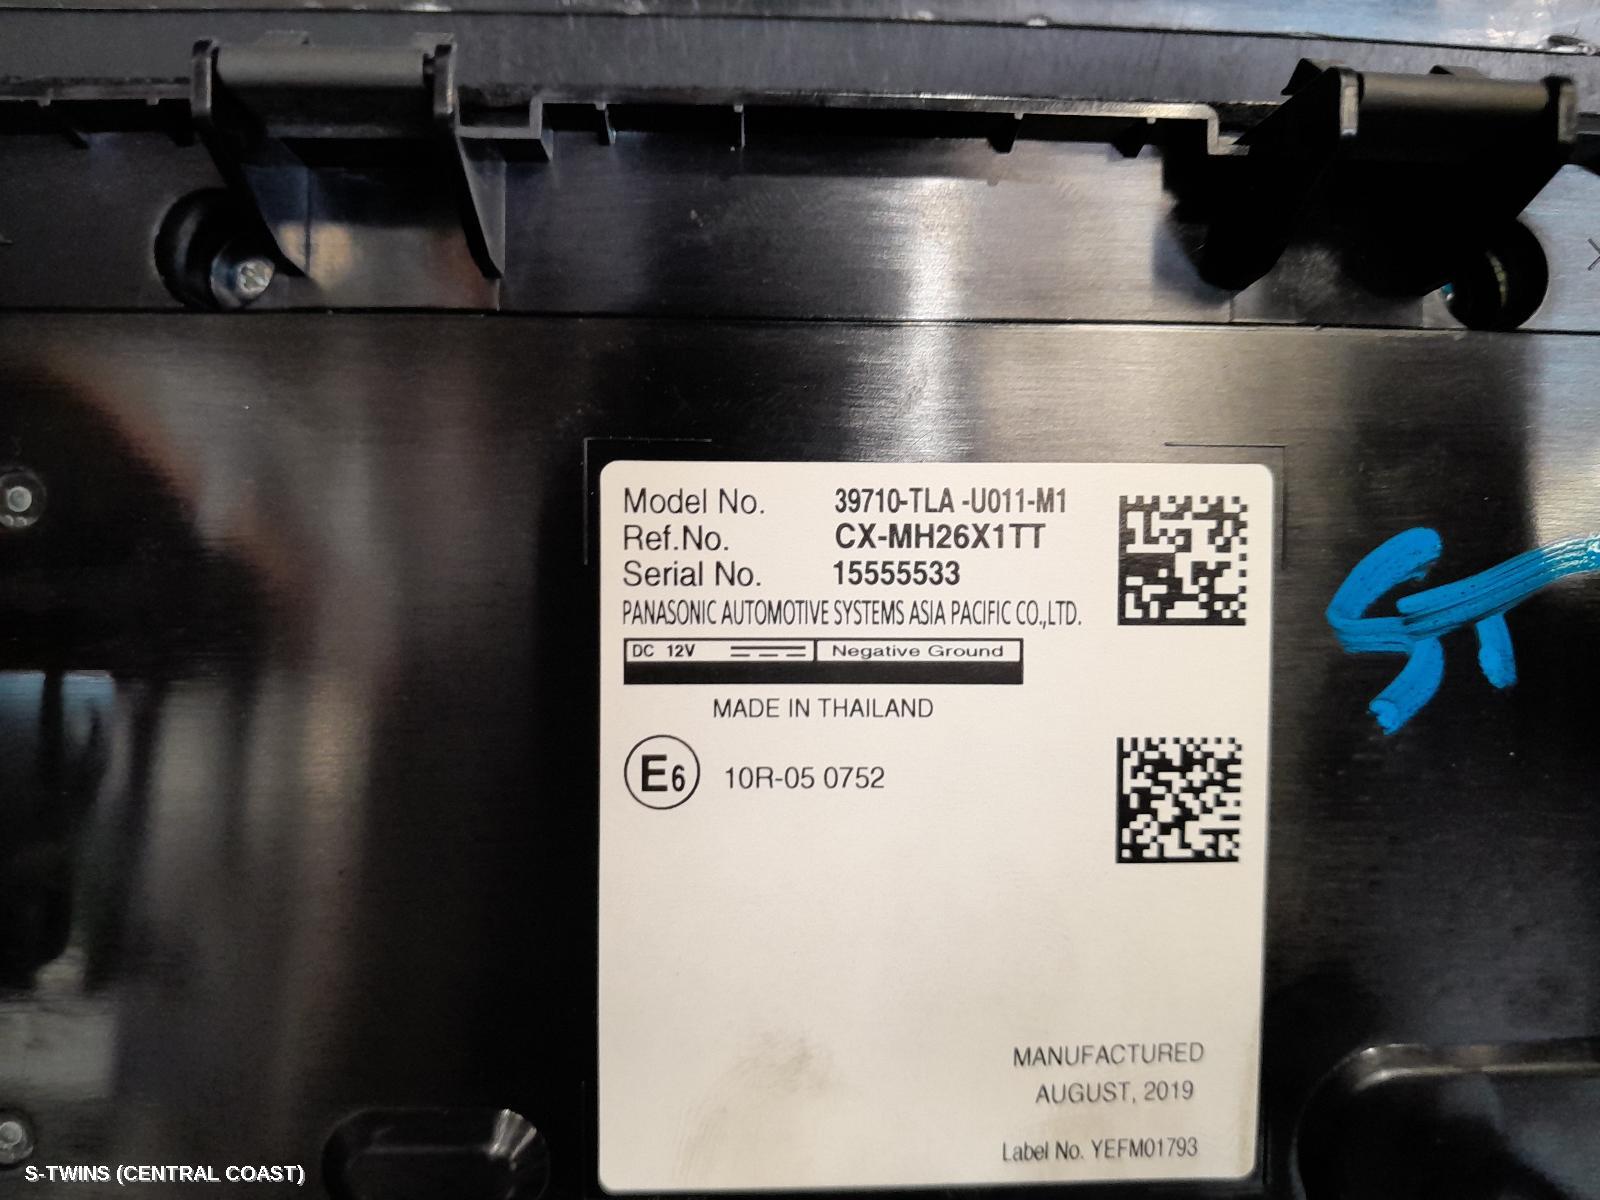 Model No. 39710-TLA -U011-M1
Ref.No. CX-MH26X1TT
Serial No. 15555533
PANASONIC AUTOMOTIVE SYSTEMS ASIA PACIFIC CO.,LTD.
DC 12V Negative Ground
MADE IN THAILAND
E6 10R-05 0752
MANUFACTURED
AUGUST, 2019
Label No. YEFM01793
S-TWINS (CENTRAL COAST)